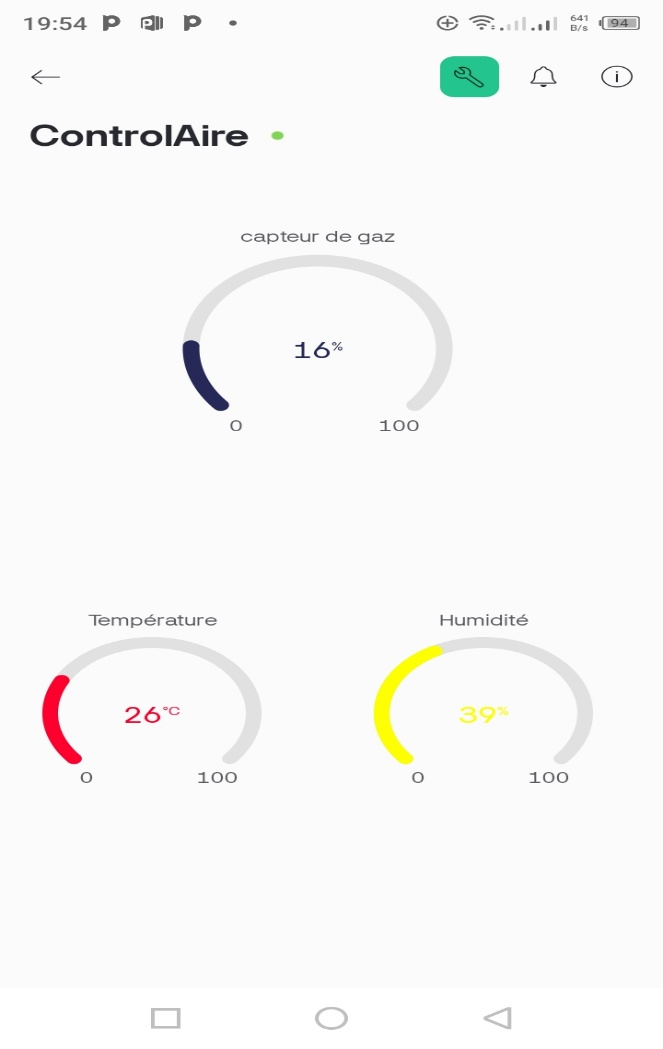 19:54
641
B/s
94
ControlAire
capteur de gaz
16%
0 100
Température Humidité
26°C 39%
0 100 0 100